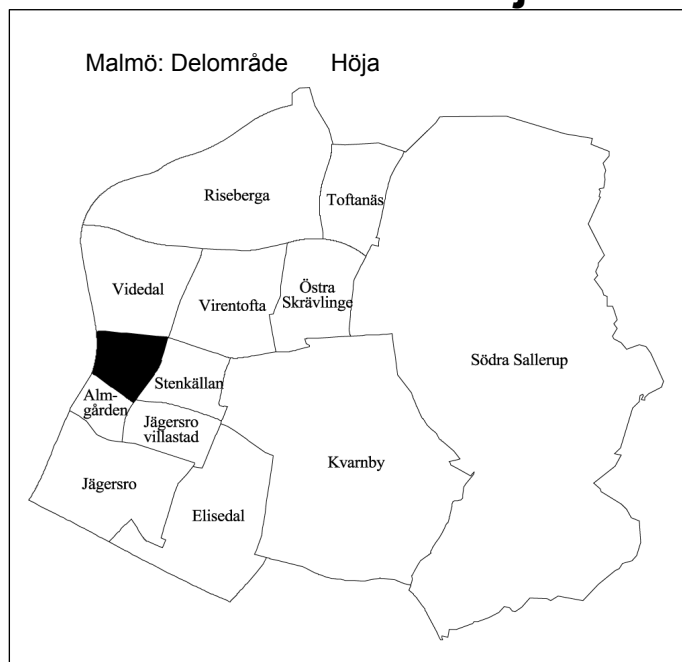 Malmö: Delområde Höja
Riseberga
Toftanäs
Videdal
Virentofta
Östra
Skrävlinge
Södra Sallerup
Stenkällan
Alm-
gården
Jägersro
villastad
Kvarnby
Jägersro
Elisedal